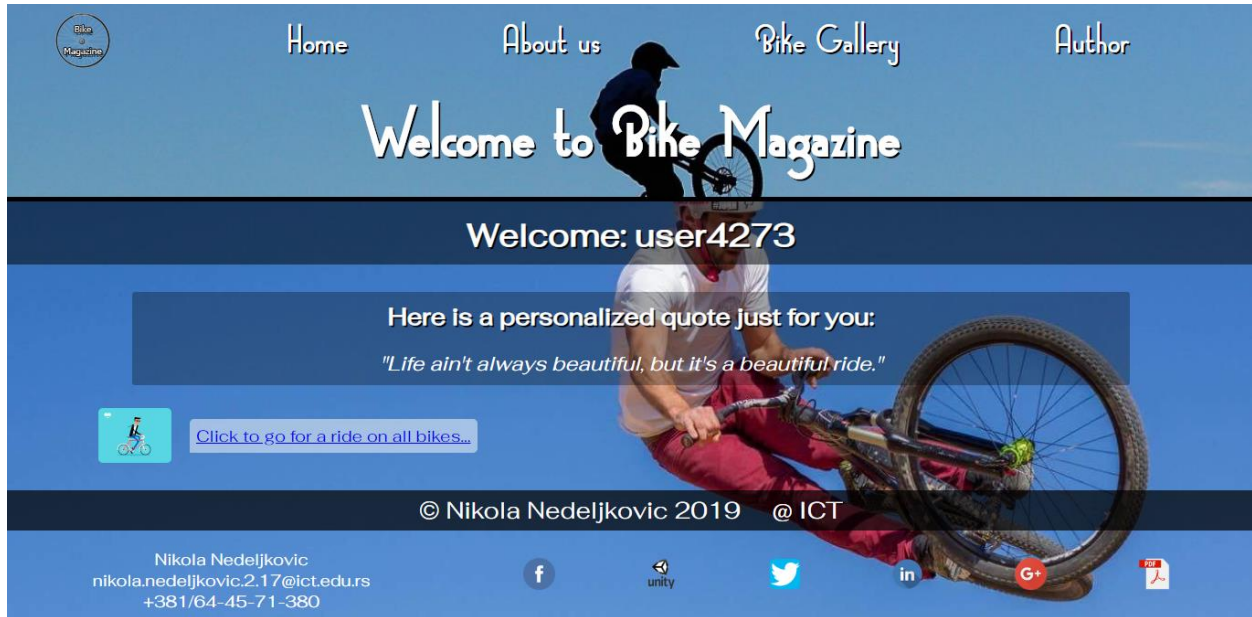 Bike
@
Magazine
Home
About us
Bike Gallery
Author
Welcome to Bike Magazine
Welcome: user4273
Here is a personalized quote just for you:
"Life ain't always beautiful, but it's a beautiful ride."
Click to go for a ride on all bikes...
© Nikola Nedeljkovic 2019 @ ICT
Nikola Nedeljkovic
nikola.nedeljkovic.2.17@ict.edu.rs
+381/64-45-71-380
f
unity
in
G+
PDF